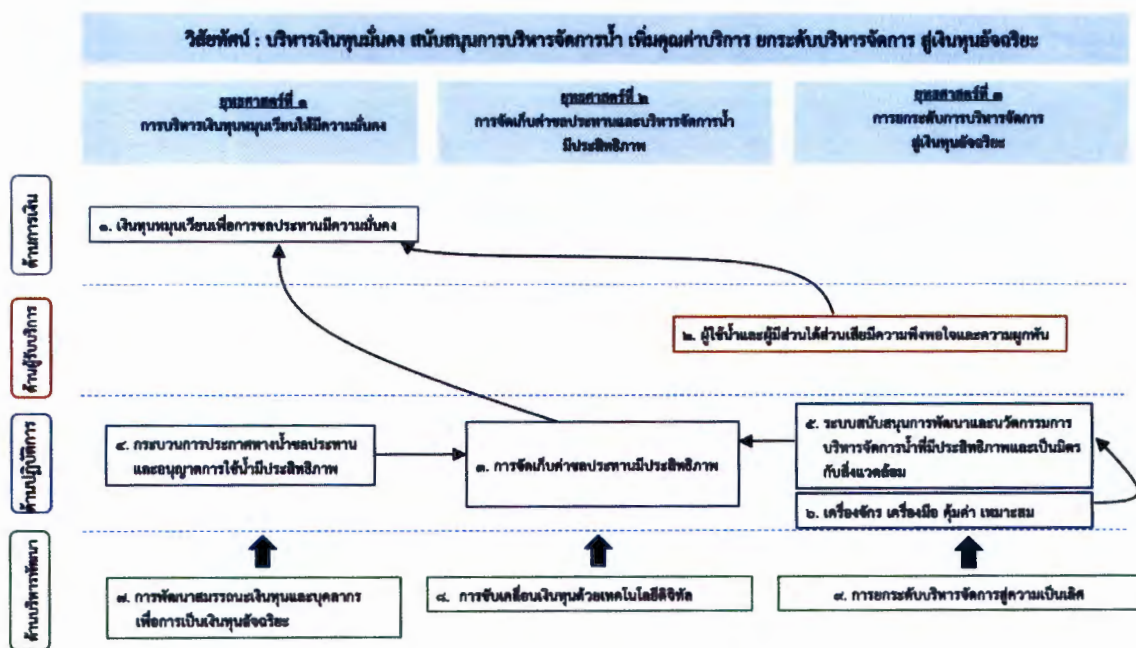 วิสัยทัศน์ : บริหารเงินทุนมั่นคง สนับสนุนการบริหารจัดการน้ำ เพิ่มคุณค่าบริการ ยกระดับบริหารจัดการ สู่เงินทุนอัจฉริยะ
ยุทธศาสตร์ที่ ๑
การบริหารเงินทุนหมุนเวียนให้มีความมั่นคง
ยุทธศาสตร์ที่ ๒
การจัดเก็บค่าชลประทานและบริหารจัดการน้ำ
มีประสิทธิภาพ
ยุทธศาสตร์ที่ ๓
การยกระดับการบริหารจัดการ
สู่เงินทุนอัจฉริยะ
ด้านการเงิน
๑. เงินทุนหมุนเวียนเพื่อการชลประทานมีความมั่นคง
ด้านผู้รับบริการ
๒. ผู้ใช้น้ำและผู้มีส่วนได้ส่วนเสียมีความพึงพอใจและความผูกพัน
ด้านปฏิบัติการ
๔. กระบวนการประกาศทางน้ำชลประทาน
และอนุญาตการใช้น้ำมีประสิทธิภาพ
๓. การจัดเก็บค่าชลประทานมีประสิทธิภาพ
๕. ระบบสนับสนุนการพัฒนาและนวัตกรรมการ
บริหารจัดการน้ำที่มีประสิทธิภาพและเป็นมิตร
กับสิ่งแวดล้อม
๖. เครื่องจักร เครื่องมือ คุ้มค่า เหมาะสม
ด้านบริหารพัฒนา
๗. การพัฒนาสมรรถนะเงินทุนและบุคลากร
เพื่อการเป็นเงินทุนอัจฉริยะ
๘. การขับเคลื่อนเงินทุนด้วยเทคโนโลยีดิจิทัล
๙. การยกระดับบริหารจัดการสู่ความเป็นเลิศ